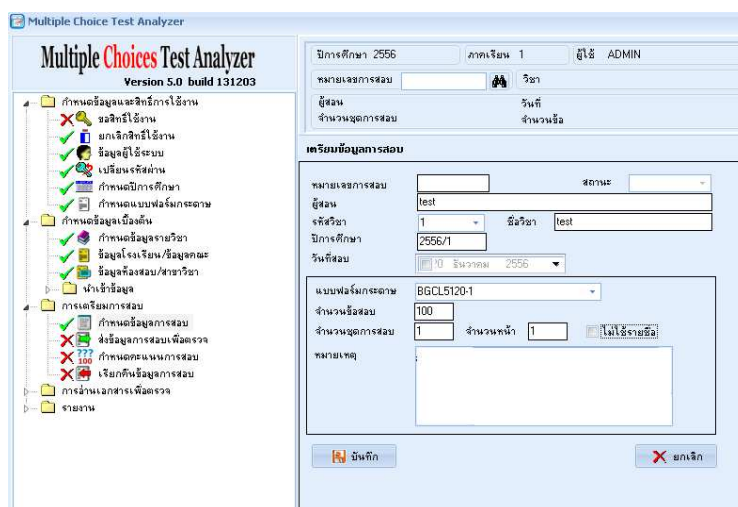 Multiple Choice Test Analyzer
Multiple Choices Test Analyzer
Version 5.0 build 131203
กำหนดข้อมูลและสิทธิ์การใช้งาน
ขอสิทธิ์ใช้งาน
ยกเลิกสิทธิ์ใช้งาน
ข้อมูลผู้ใช้ระบบ
เปลี่ยนรหัสผ่าน
กำหนดปีการศึกษา
กำหนดแบบฟอร์มกระดาษ
กำหนดข้อมูลเบื้องต้น
กำหนดข้อมูลรายวิชา
ข้อมูลโรงเรียน/ข้อมูลคณะ
ข้อมูลห้องสอบ/สาขาวิชา
นำเข้าข้อมูล
การเตรียมการสอบ
กำหนดข้อมูลการสอบ
ส่งข้อมูลการสอบเพื่อตรวจ
??? 100 กำหนดคะแนนการสอบ
เรียกคืนข้อมูลการสอบ
การอ่านเอกสารเพื่อตรวจ
รายงาน
ปีการศึกษา 2556 ภาคเรียน 1 ผู้ใช้ ADMIN
หมายเลขการสอบ วิชา
ผู้สอน วันที่
จำนวนชุดการสอบ จำนวนข้อ
เตรียมข้อมูลการสอบ
หมายเลขการสอบ สถานะ
ผู้สอน test
รหัสวิชา 1 ชื่อวิชา test
ปีการศึกษา 2556/1
วันที่สอบ ธันวาคม 2556
แบบฟอร์มกระดาษ BGCL5120-1
จำนวนข้อสอบ 100
จำนวนชุดการสอบ 1 จำนวนหน้า 1 ไม่ใช้รายชื่อ
หมายเหตุ ;
บันทึก ยกเลิก